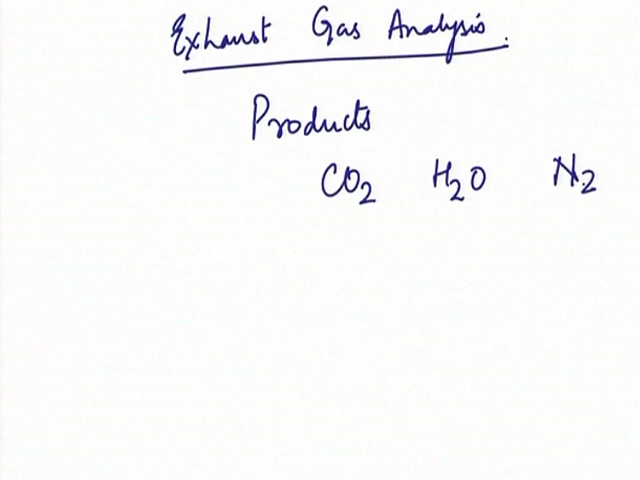 Exhaust Gas Analysis.
Products
CO₂ H₂O N₂